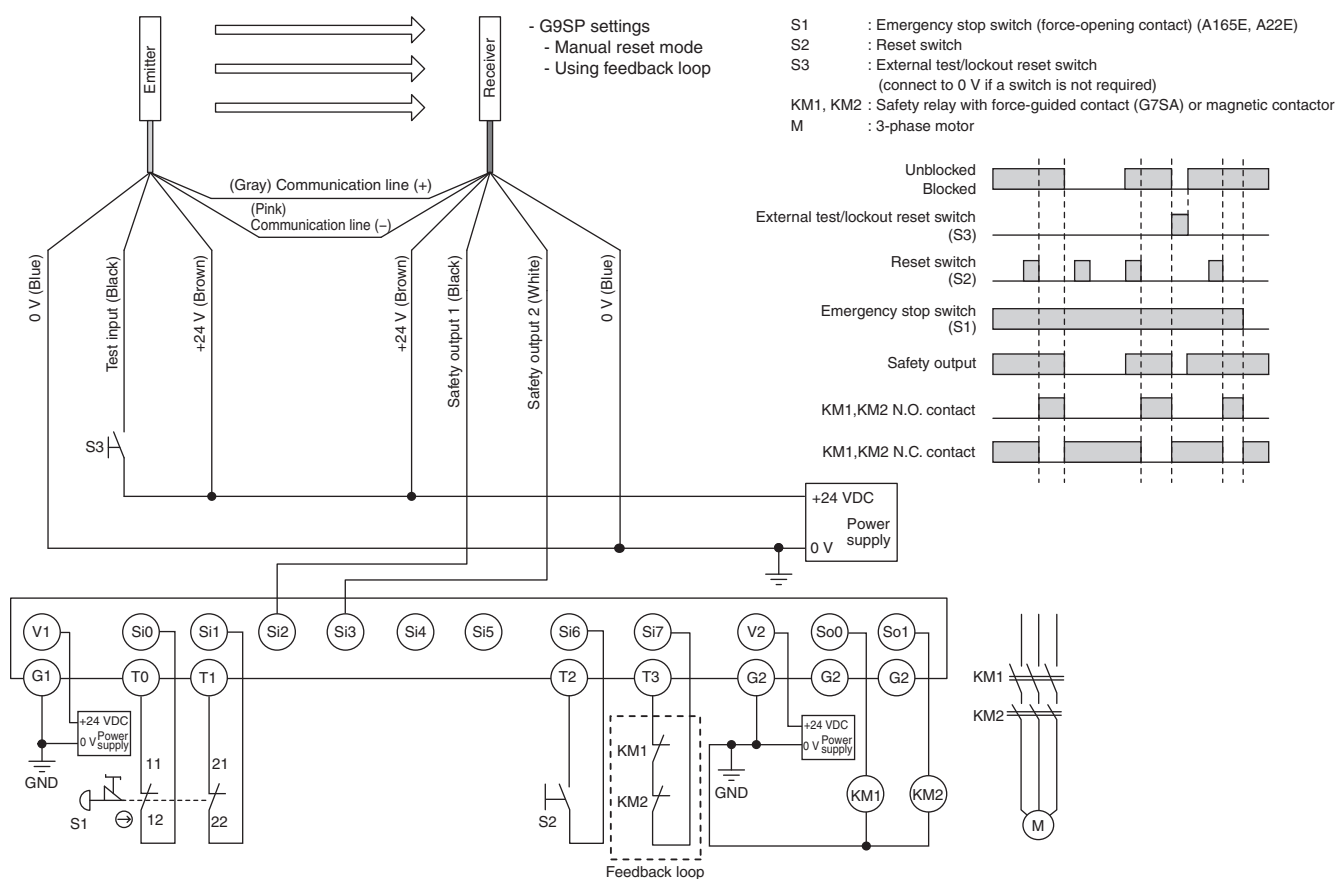 Emitter
Receiver
- G9SP settings
- Manual reset mode
- Using feedback loop
S1 : Emergency stop switch (force-opening contact) (A165E, A22E)
S2 : Reset switch
S3 : External test/lockout reset switch
(connect to 0 V if a switch is not required)
KM1, KM2 : Safety relay with force-guided contact (G7SA) or magnetic contactor
M : 3-phase motor
(Gray) Communication line (+)
(Pink)
Communication line (–)
0 V (Blue)
Test input (Black)
+24 V (Brown)
+24 V (Brown)
Safety output 1 (Black)
Safety output 2 (White)
0 V (Blue)
S3
Unblocked
Blocked
External test/lockout reset switch
(S3)
Reset switch
(S2)
Emergency stop switch
(S1)
Safety output
KM1,KM2 N.O. contact
KM1,KM2 N.C. contact
+24 VDC
Power
supply
0 V
V1 Si0 Si1 Si2 Si3 Si4 Si5 Si6 Si7 V2 So0 So1
G1 T0 T1 T2 T3 G2 G2 G2
+24 VDC
0 V Power
supply
GND
11
21
12
22
S1
S2
KM1
KM2
Feedback loop
+24 VDC
0 V Power
supply
GND
KM1
KM2
KM1
KM2
M